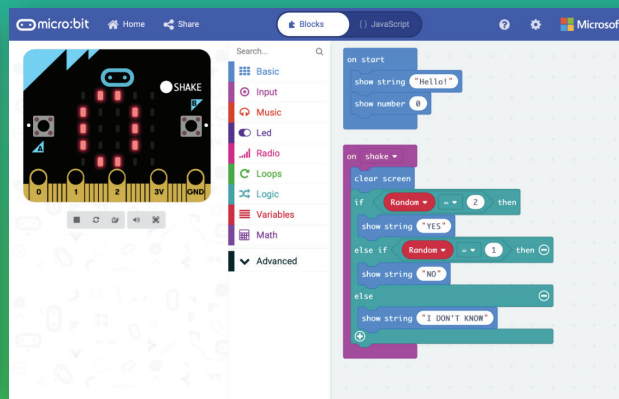 micro:bit Home Share Blocks {} JavaScript ? Microsof
SHAKE
B
A
0 1 2 3V GND
Search...
Basic
Input
Music
Led
Radio
Loops
Logic
Variables
Math
Advanced
on start
show string "Hello!"
show number 0
on shake
clear screen
if Random = 2 then
show string "YES"
else if Random = 1 then
show string "NO"
else
show string "I DON'T KNOW"